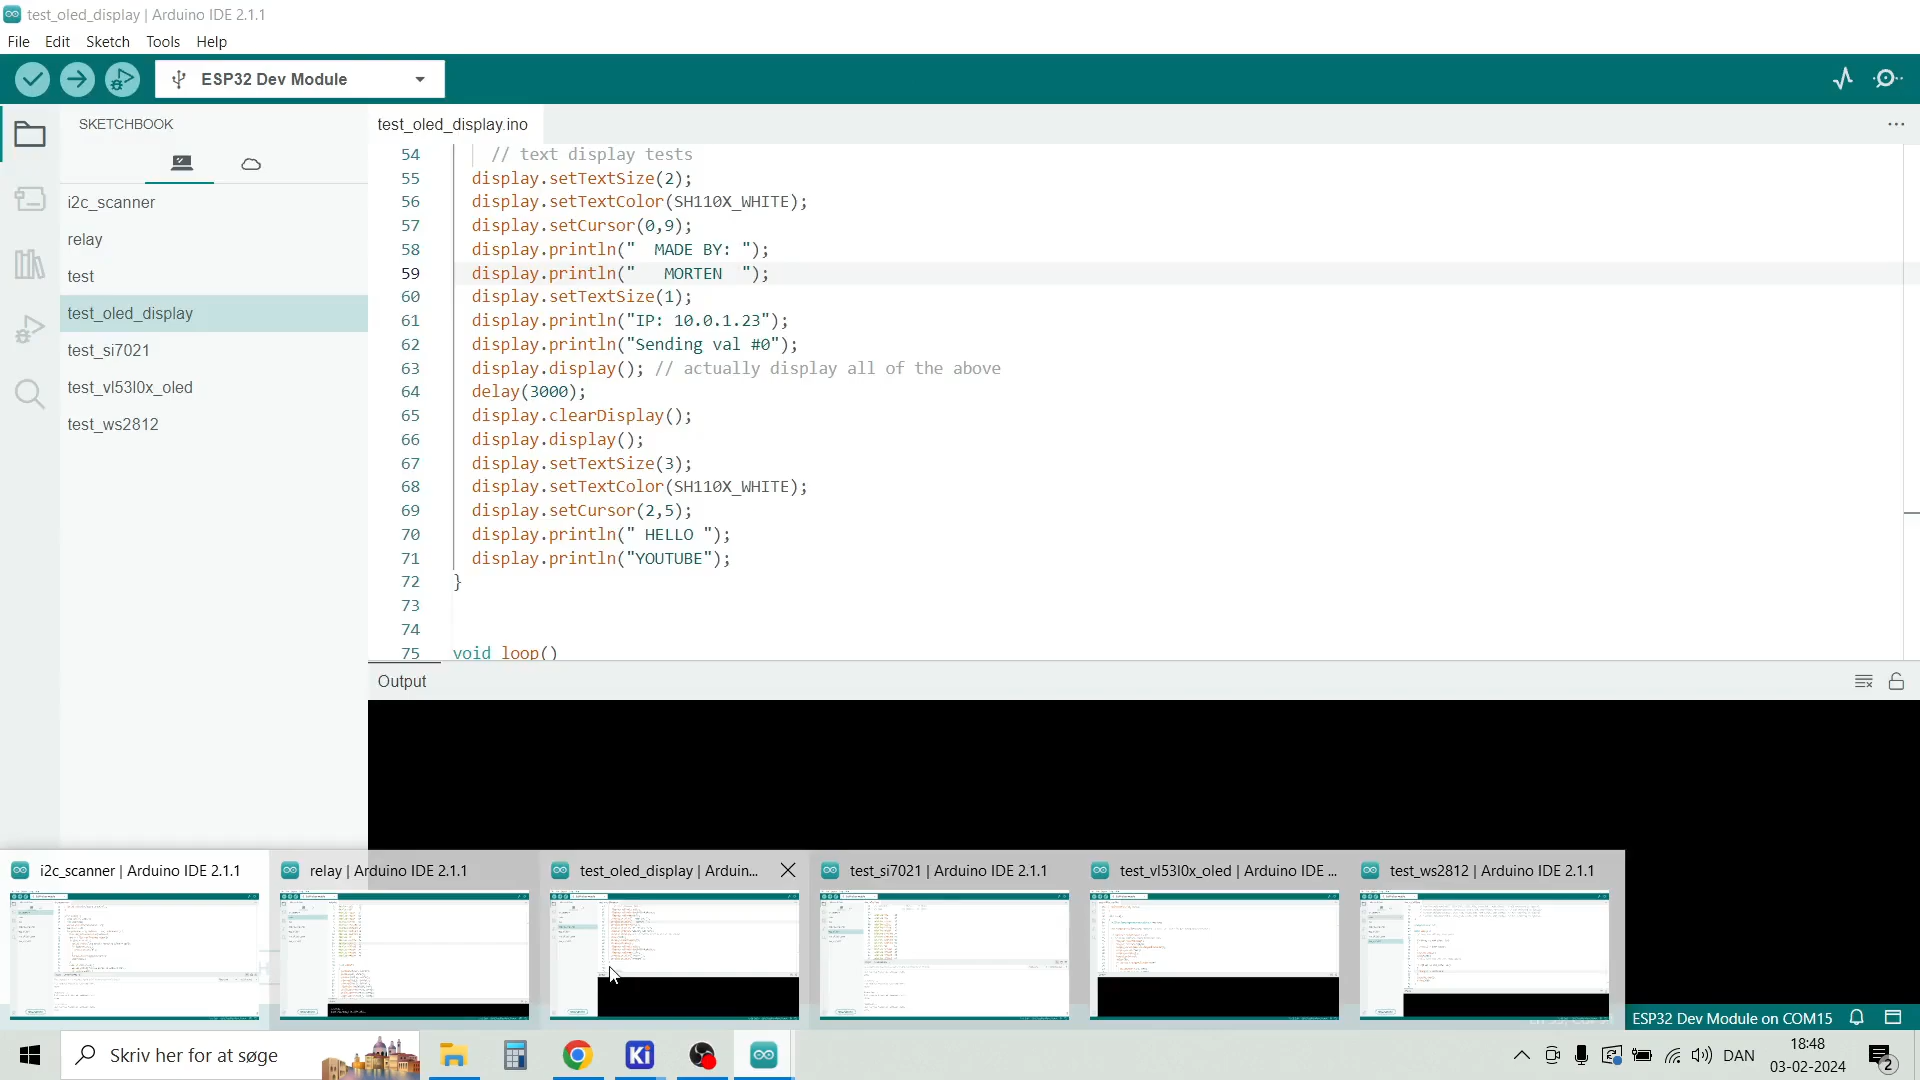 test_oled_display | Arduino IDE 2.1.1
File Edit Sketch Tools Help
ESP32 Dev Module
SKETCHBOOK
i2c_scanner
relay
test
test_oled_display
test_si7021
test_vl53l0x_oled
test_ws2812
test_oled_display.ino
54 // text display tests
55 display.setTextSize(2);
56 display.setTextColor(SH110X_WHITE);
57 display.setCursor(0,9);
58 display.println("  MADE BY: ");
59 display.println("   MORTEN  ");
60 display.setTextSize(1);
61 display.println("IP: 10.0.1.23");
62 display.println("Sending val #0");
63 display.display(); // actually display all of the above
64 delay(3000);
65 display.clearDisplay();
66 display.display();
67 display.setTextSize(3);
68 display.setTextColor(SH110X_WHITE);
69 display.setCursor(2,5);
70 display.println(" HELLO ");
71 display.println("YOUTUBE");
72 }
73
74
75 void loop()
Output
i2c_scanner | Arduino IDE 2.1.1
relay | Arduino IDE 2.1.1
test_oled_display | Arduin...
test_si7021 | Arduino IDE 2.1.1
test_vl53l0x_oled | Arduino IDE ...
test_ws2812 | Arduino IDE 2.1.1
ESP32 Dev Module on COM15
Skriv her for at søge
Ki
DAN
18:48
03-02-2024
2